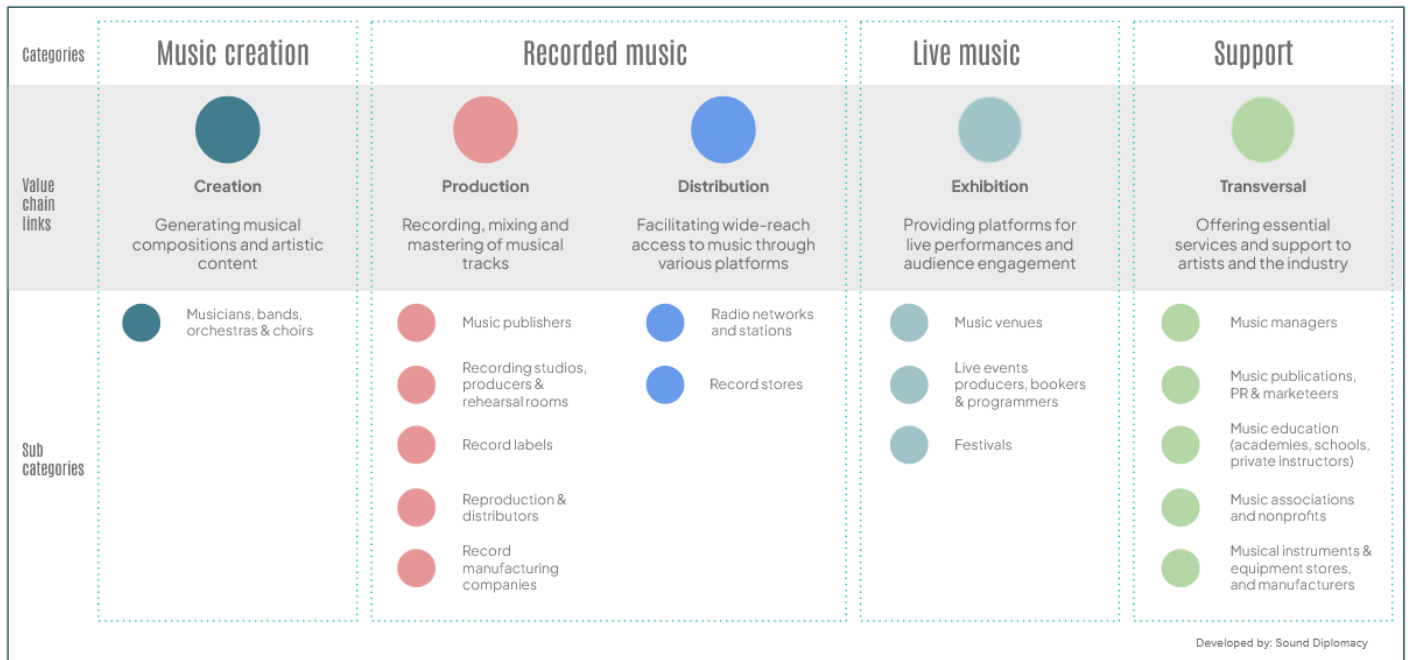 Categories
Music creation
Recorded music
Live music
Support
Value
chain
links
Creation
Generating musical
compositions and artistic
content
Production
Recording, mixing and
mastering of musical
tracks
Distribution
Facilitating wide-reach
access to music through
various platforms
Exhibition
Providing platforms for
live performances and
audience engagement
Transversal
Offering essential
services and support to
artists and the industry
Sub
categories
Musicians, bands,
orchestras & choirs
Music publishers
Recording studios,
producers &
rehearsal rooms
Record labels
Reproduction &
distributors
Record
manufacturing
companies
Radio networks
and stations
Record stores
Music venues
Live events
producers, bookers
& programmers
Festivals
Music managers
Music publications,
PR & marketeers
Music education
(academies, schools,
private instructors)
Music associations
and nonprofits
Musical instruments &
equipment stores,
and manufacturers
Developed by: Sound Diplomacy